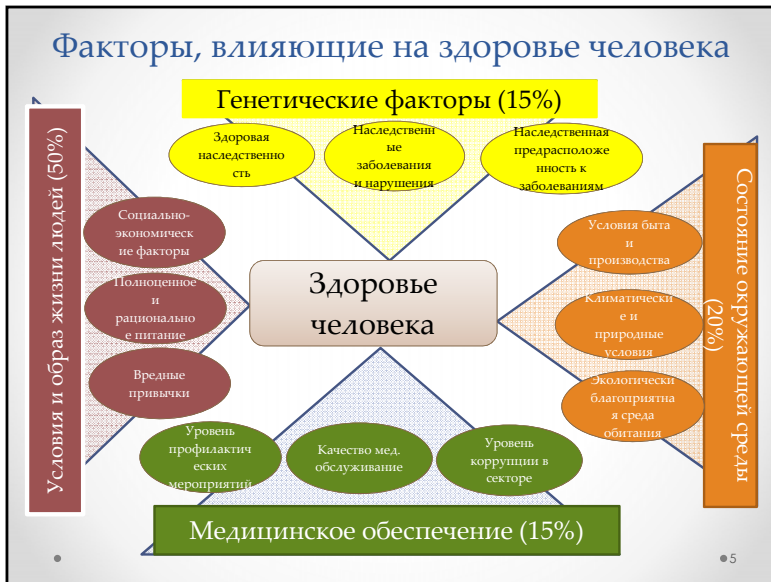 Факторы, влияющие на здоровье человека
Генетические факторы (15%)
Здоровая
наследственно
сть
Наследственн
ые
заболевания
и нарушения
Наследственная
предрасположе
нность к
заболеваниям
Условия и образ жизни людей (50%)
Социально-
экономическ
ие факторы
Полноценное
и
рационально
е питание
Вредные
привычки
Здоровье
человека
Состояние окружающей среды
(20%)
Условия быта
и
производства
Климатически
е и
природные
условия
Экологически
благоприятна
я среда
обитания
Уровень
профилактич
еских
мероприятий
Качество мед.
обслуживание
Уровень
коррупции в
секторе
Медицинское обеспечение (15%)
5